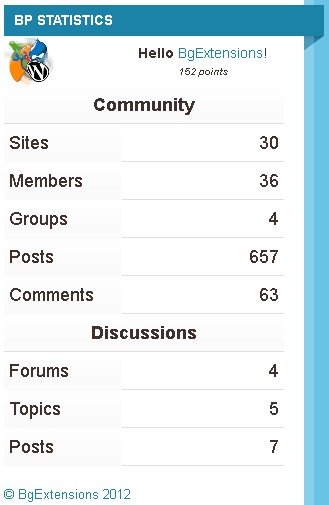 BP STATISTICS
Hello BgExtensions!
152 points
Community
Sites 30
Members 36
Groups 4
Posts 657
Comments 63
Discussions
Forums 4
Topics 5
Posts 7
© BgExtensions 2012